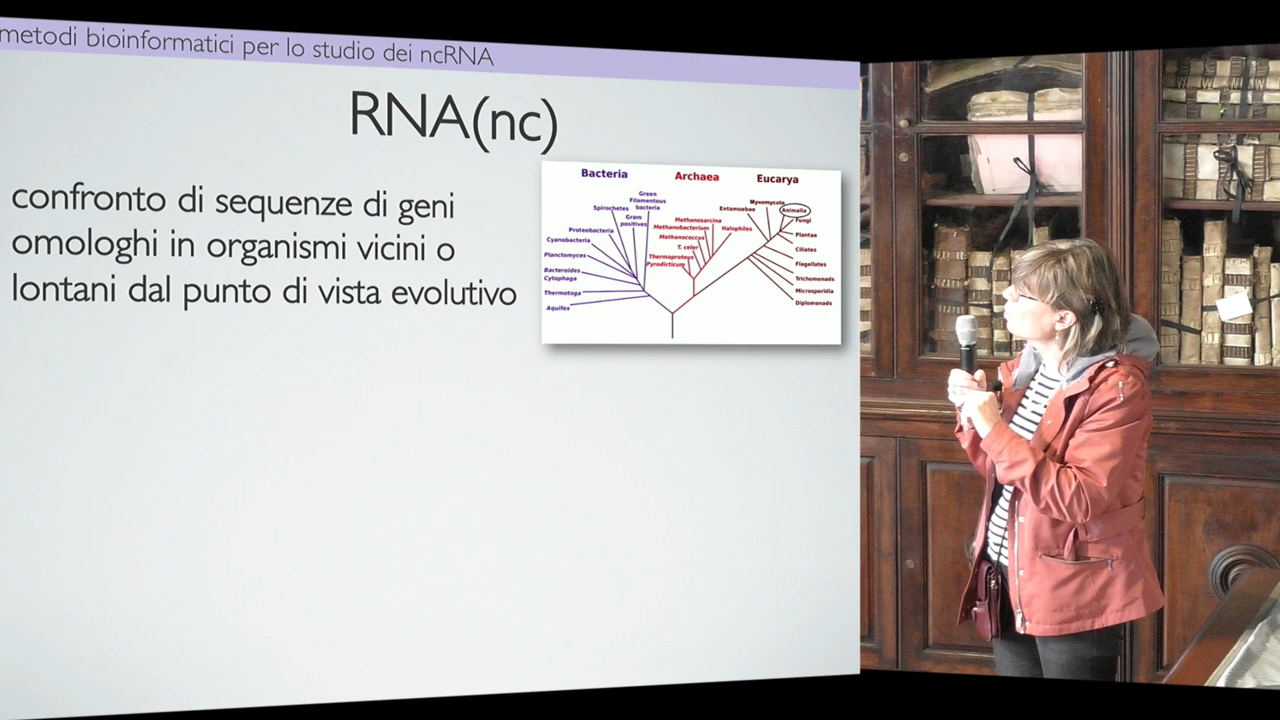 metodi bioinformatici per lo studio dei ncRNA
RNA(nc)
confronto di sequenze di geni
omologhi in organismi vicini o
lontani dal punto di vista evolutivo
Bacteria
Archaea
Eucarya
Green
Filamentous
bacteria
Spirochetes
Gram
positives
Proteobacteria
Cyanobacteria
Planctomyces
Bacteroides
Cytophaga
Thermotoga
Aquifex
Methanosarcina
Methanobacterium
Halophiles
Methanococcus
T. celer
Thermoproteus
Pyrodicticum
Entamoebae
Myxomycota
Animalia
Fungi
Plantae
Ciliates
Flagellates
Trichomonads
Microsporidia
Diplomonads